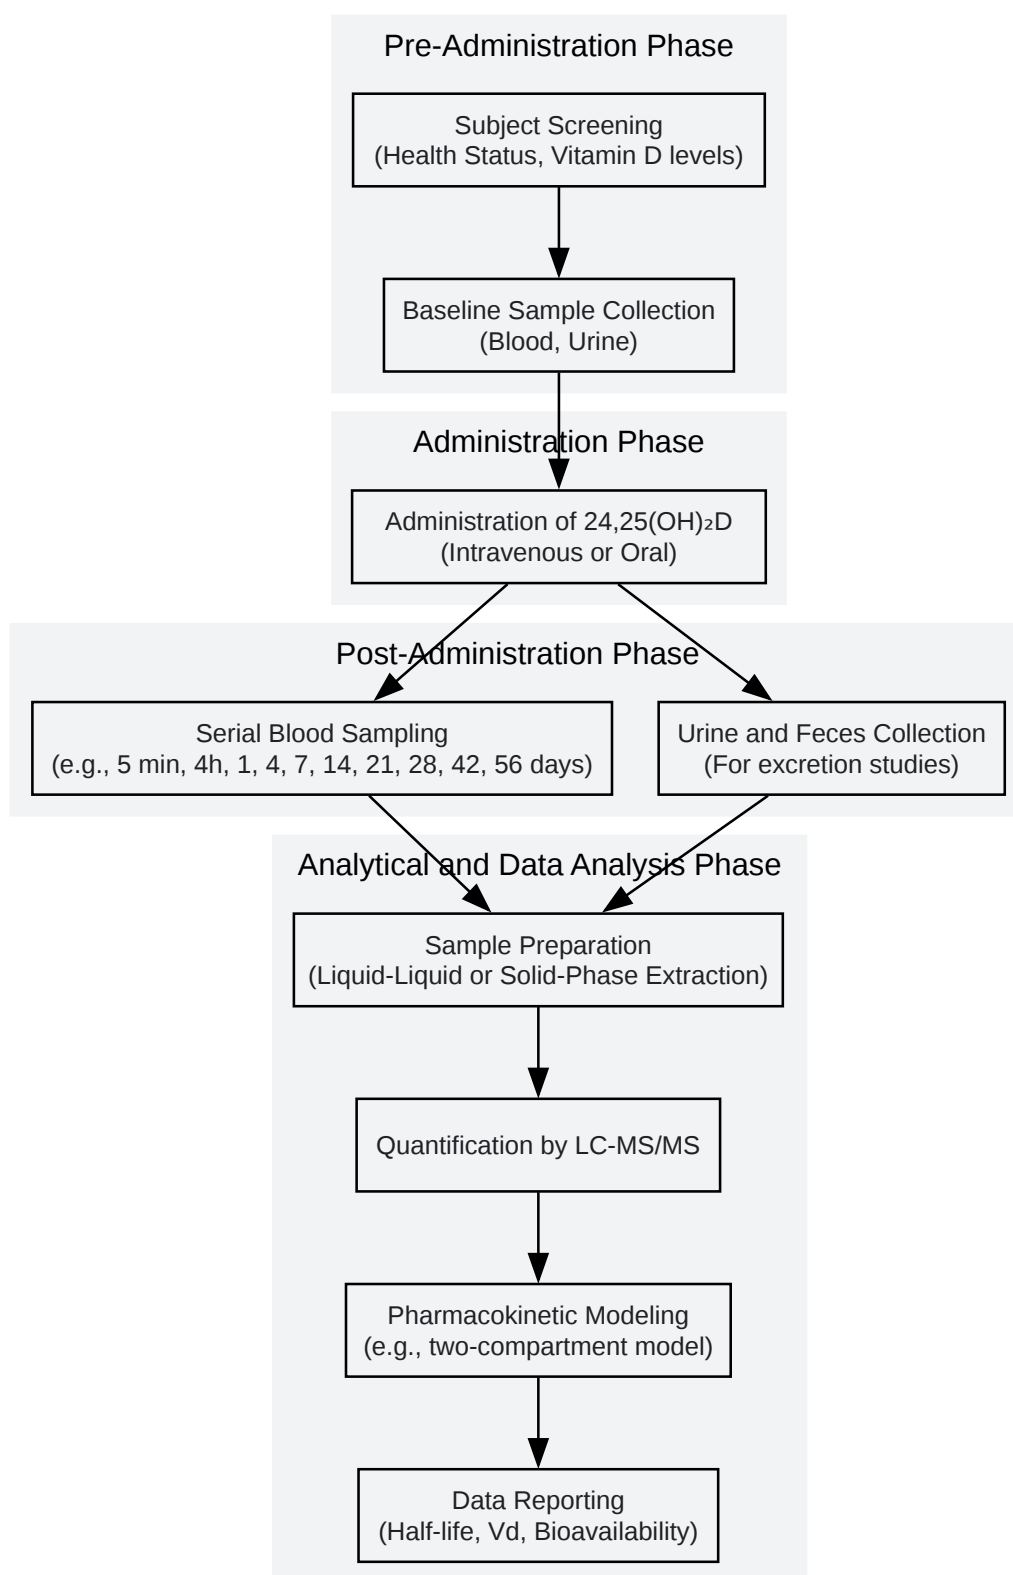 Pre-Administration Phase
Subject Screening
(Health Status, Vitamin D levels)
Baseline Sample Collection
(Blood, Urine)
Administration Phase
Administration of 24,25(OH)₂D
(Intravenous or Oral)
Post-Administration Phase
Serial Blood Sampling
(e.g., 5 min, 4h, 1, 4, 7, 14, 21, 28, 42, 56 days)
Urine and Feces Collection
(For excretion studies)
Analytical and Data Analysis Phase
Sample Preparation
(Liquid-Liquid or Solid-Phase Extraction)
Quantification by LC-MS/MS
Pharmacokinetic Modeling
(e.g., two-compartment model)
Data Reporting
(Half-life, Vd, Bioavailability)